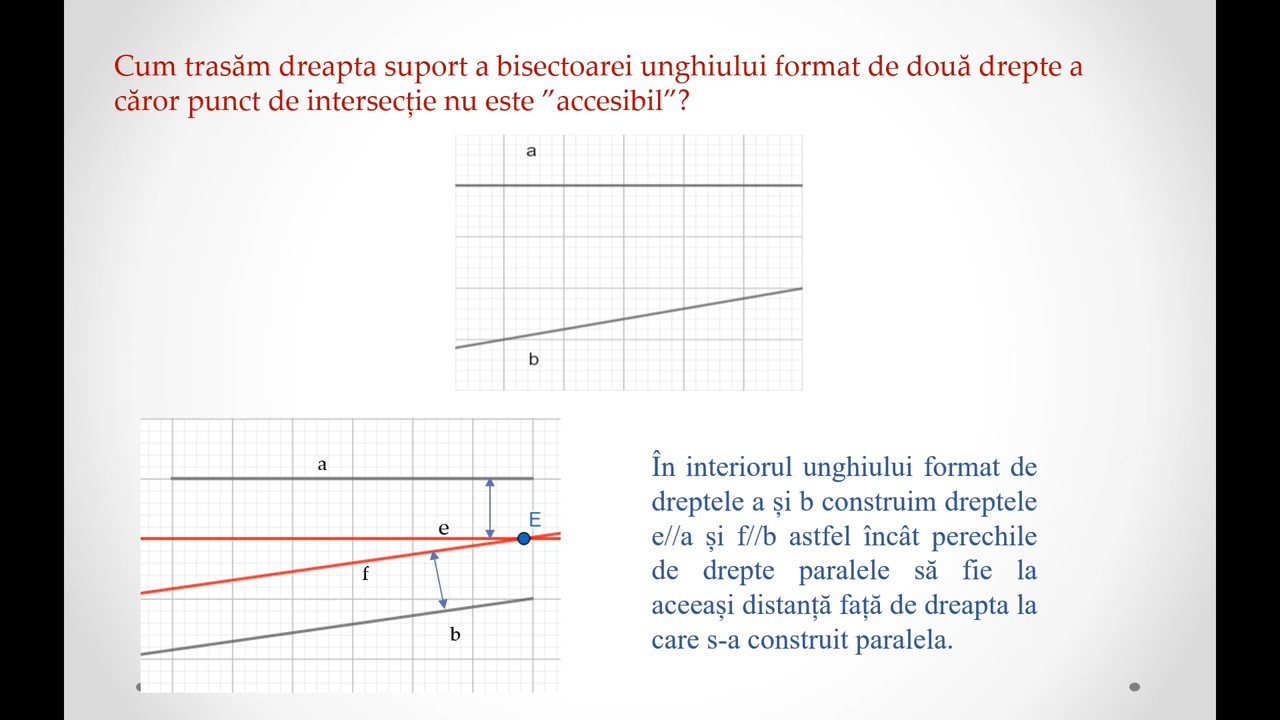 Cum trasăm dreapta suport a bisectoarei unghiului format de două drepte a
căror punct de intersecție nu este ”accesibil”?
a
b
a
E
e
f
b
În interiorul unghiului format de
dreptele a și b construim dreptele
e//a și f//b astfel încât perechile
de drepte paralele să fie la
aceeași distanță față de dreapta la
care s-a construit paralela.